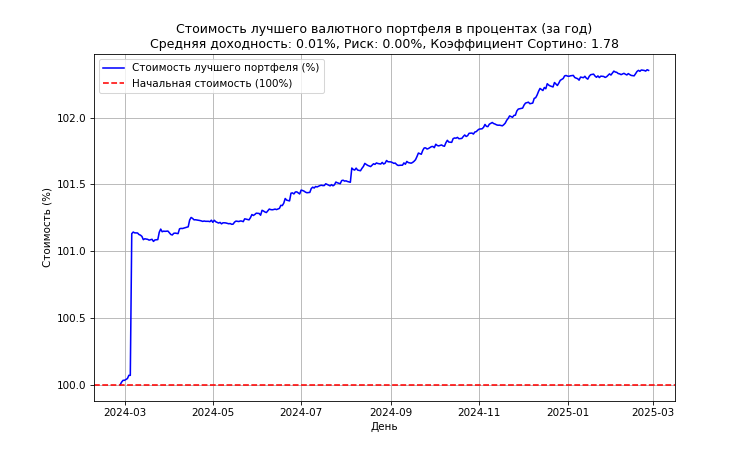 Стоимость лучшего валютного портфеля в процентах (за год)
Средняя доходность: 0.01%, Риск: 0.00%, Коэффициент Сортино: 1.78
Стоимость лучшего портфеля (%)
Начальная стоимость (100%)
Стоимость (%)
102.0
101.5
101.0
100.5
100.0
2024-03 2024-05 2024-07 2024-09 2024-11 2025-01 2025-03
День